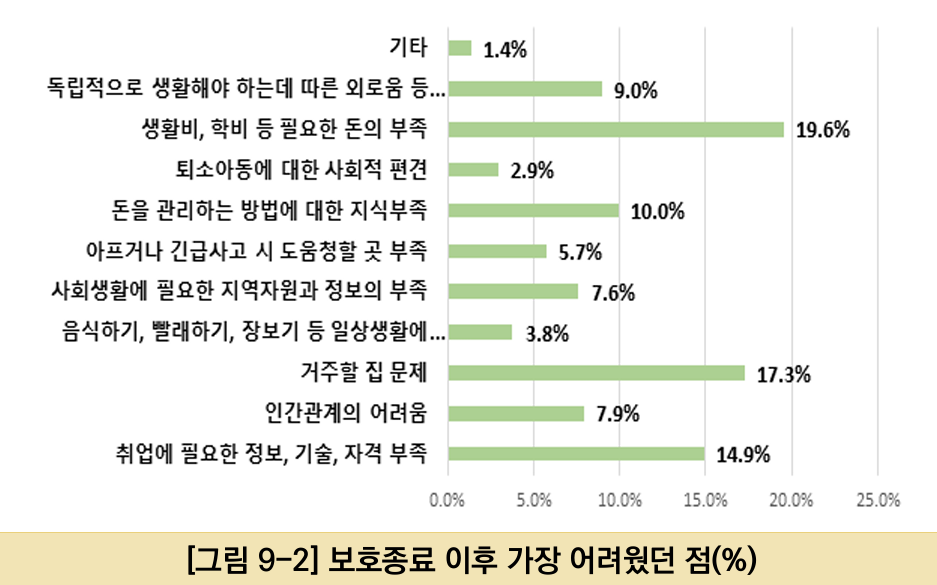 기타 1.4%
독립적으로 생활해야 하는데 따른 외로움 등... 9.0%
생활비, 학비 등 필요한 돈의 부족 19.6%
퇴소아동에 대한 사회적 편견 2.9%
돈을 관리하는 방법에 대한 지식부족 10.0%
아프거나 긴급사고 시 도움청할 곳 부족 5.7%
사회생활에 필요한 지역자원과 정보의 부족 7.6%
음식하기, 빨래하기, 장보기 등 일상생활에... 3.8%
거주할 집 문제 17.3%
인간관계의 어려움 7.9%
취업에 필요한 정보, 기술, 자격 부족 14.9%
0.0% 5.0% 10.0% 15.0% 20.0% 25.0%
[그림 9-2] 보호종료 이후 가장 어려웠던 점(%)